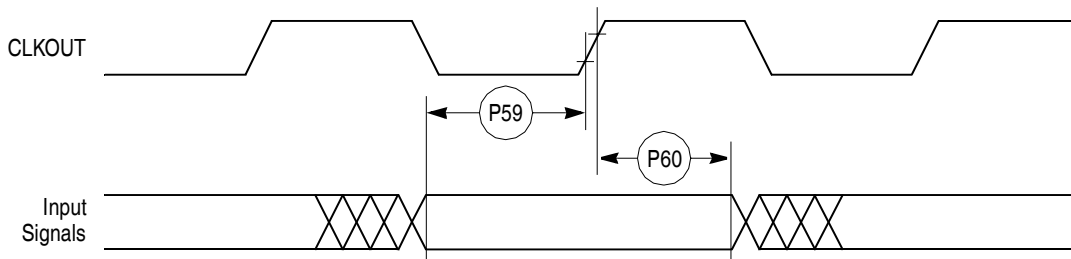 CLKOUT
P59
P60
Input
Signals